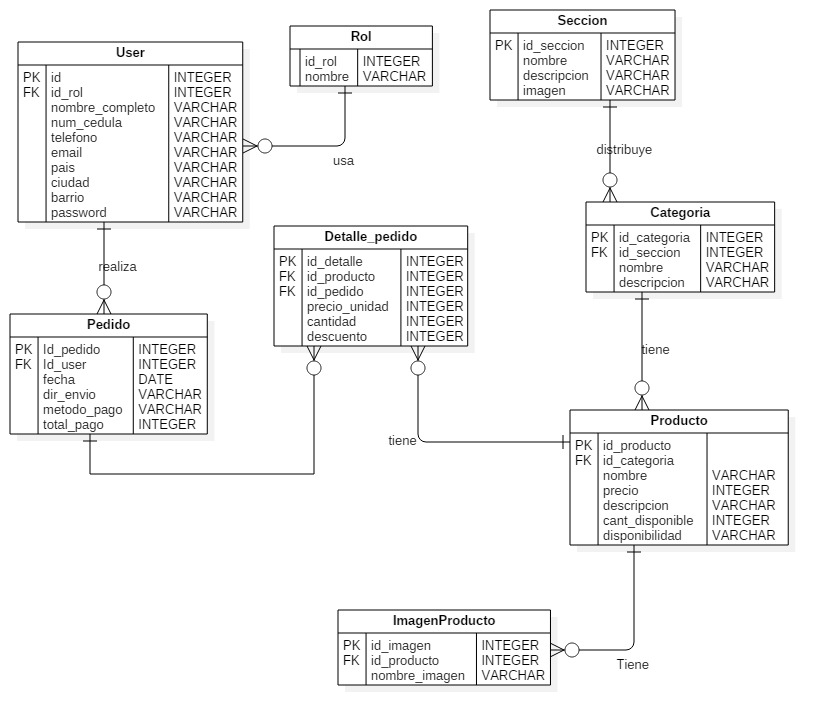 User
PK id INTEGER
FK id_rol INTEGER
nombre_completo VARCHAR
num_cedula VARCHAR
telefono VARCHAR
email VARCHAR
pais VARCHAR
ciudad VARCHAR
barrio VARCHAR
password VARCHAR
Rol
id_rol INTEGER
nombre VARCHAR
usa
Seccion
PK id_seccion INTEGER
nombre VARCHAR
descripcion VARCHAR
imagen VARCHAR
distribuye
Categoria
PK id_categoria INTEGER
FK id_seccion INTEGER
nombre VARCHAR
descripcion VARCHAR
realiza
Detalle_pedido
PK id_detalle INTEGER
FK id_producto INTEGER
FK id_pedido INTEGER
precio_unidad INTEGER
cantidad INTEGER
descuento INTEGER
Pedido
PK Id_pedido INTEGER
FK Id_user INTEGER
fecha DATE
dir_envio VARCHAR
metodo_pago VARCHAR
total_pago INTEGER
tiene
tiene
Producto
PK id_producto
FK id_categoria
nombre VARCHAR
precio INTEGER
descripcion VARCHAR
cant_disponible INTEGER
disponibilidad VARCHAR
ImagenProducto
PK id_imagen INTEGER
FK id_producto INTEGER
nombre_imagen VARCHAR
Tiene